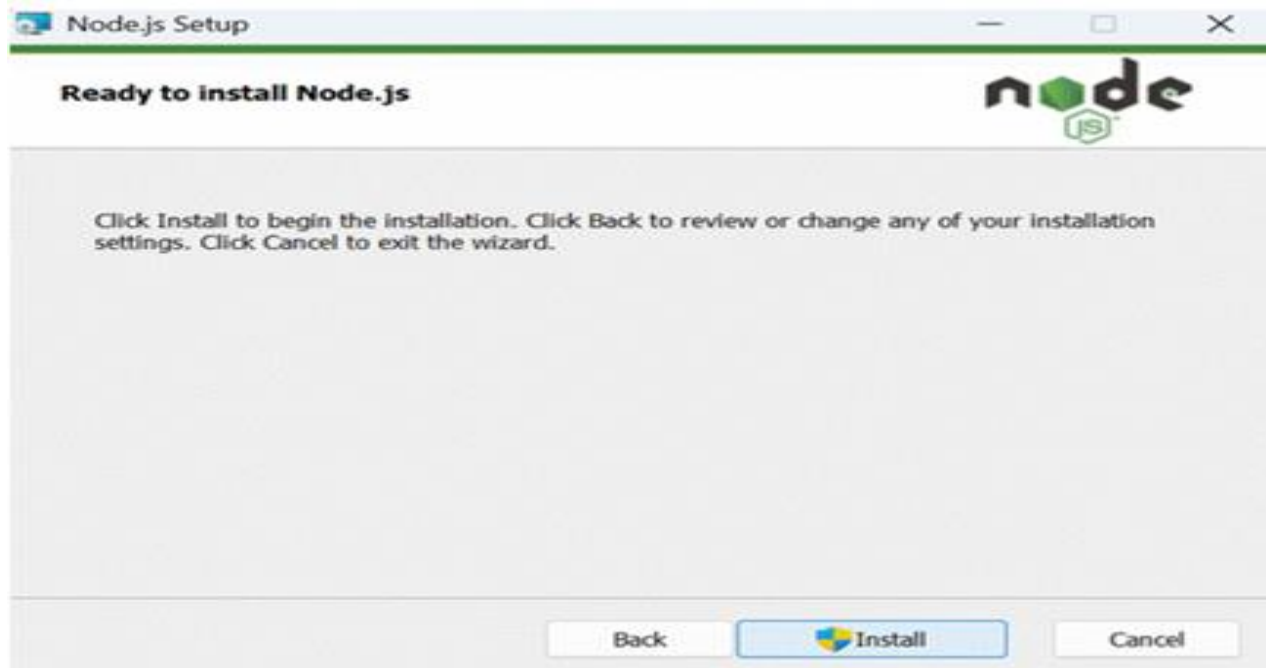 Node.js Setup
Ready to install Node.js
node
JS
Click Install to begin the installation. Click Back to review or change any of your installation
settings. Click Cancel to exit the wizard.
Back
Install
Cancel